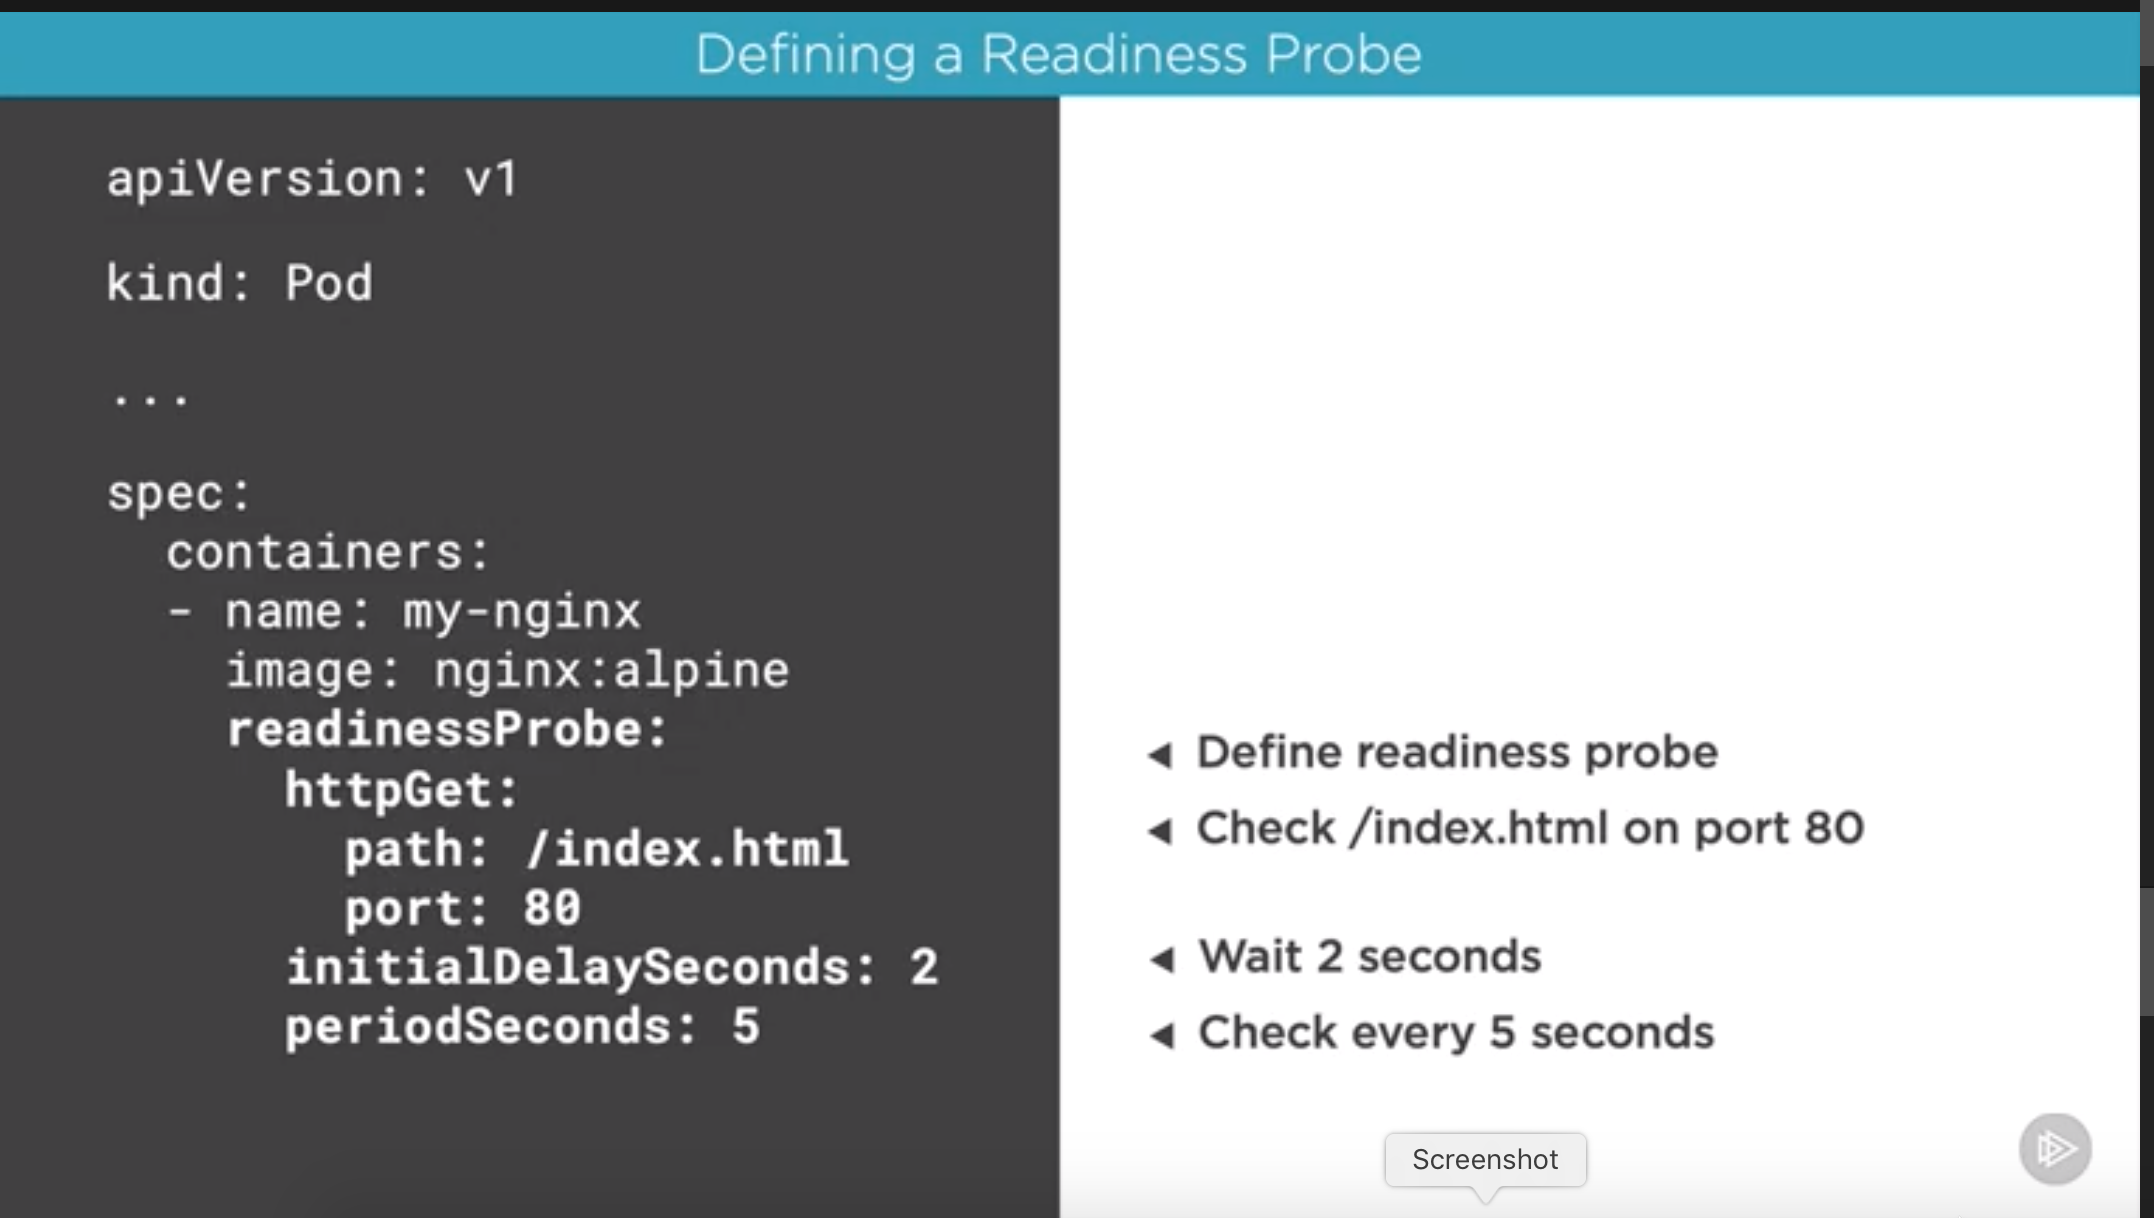 Defining a Readiness Probe
apiVersion: v1
kind: Pod
...
spec:
  containers:
  - name: my-nginx
    image: nginx:alpine
    readinessProbe:
      httpGet:
        path: /index.html
        port: 80
      initialDelaySeconds: 2
      periodSeconds: 5
◀ Define readiness probe
◀ Check /index.html on port 80
◀ Wait 2 seconds
◀ Check every 5 seconds
Screenshot